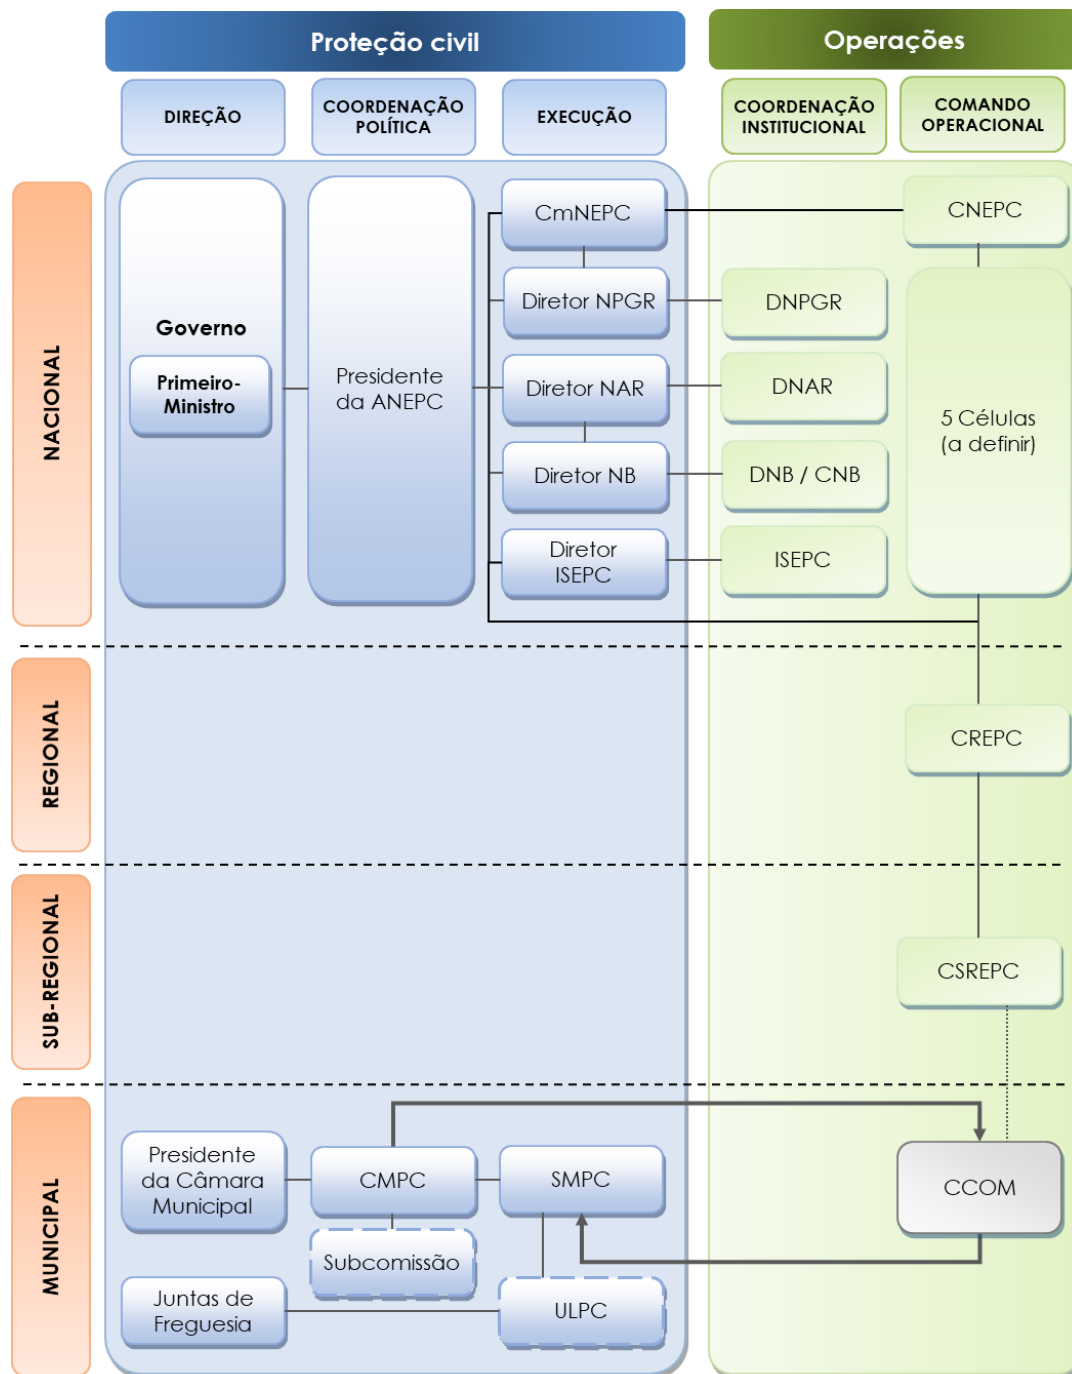 Proteção civil
Operações
DIREÇÃO
COORDENAÇÃO
POLÍTICA
EXECUÇÃO
COORDENAÇÃO
INSTITUCIONAL
COMANDO
OPERACIONAL
NACIONAL
Governo
Primeiro-
Ministro
Presidente
da ANEPC
CmNEPC
Diretor NPGR
Diretor NAR
Diretor NB
Diretor
ISEPC
DNPGR
DNAR
DNB / CNB
ISEPC
CNEPC
5 Células
(a definir)
REGIONAL
CREPC
SUB-REGIONAL
CSREPC
MUNICIPAL
Presidente
da Câmara
Municipal
CMPC
SMPC
CCOM
Subcomissão
Juntas de
Freguesia
ULPC